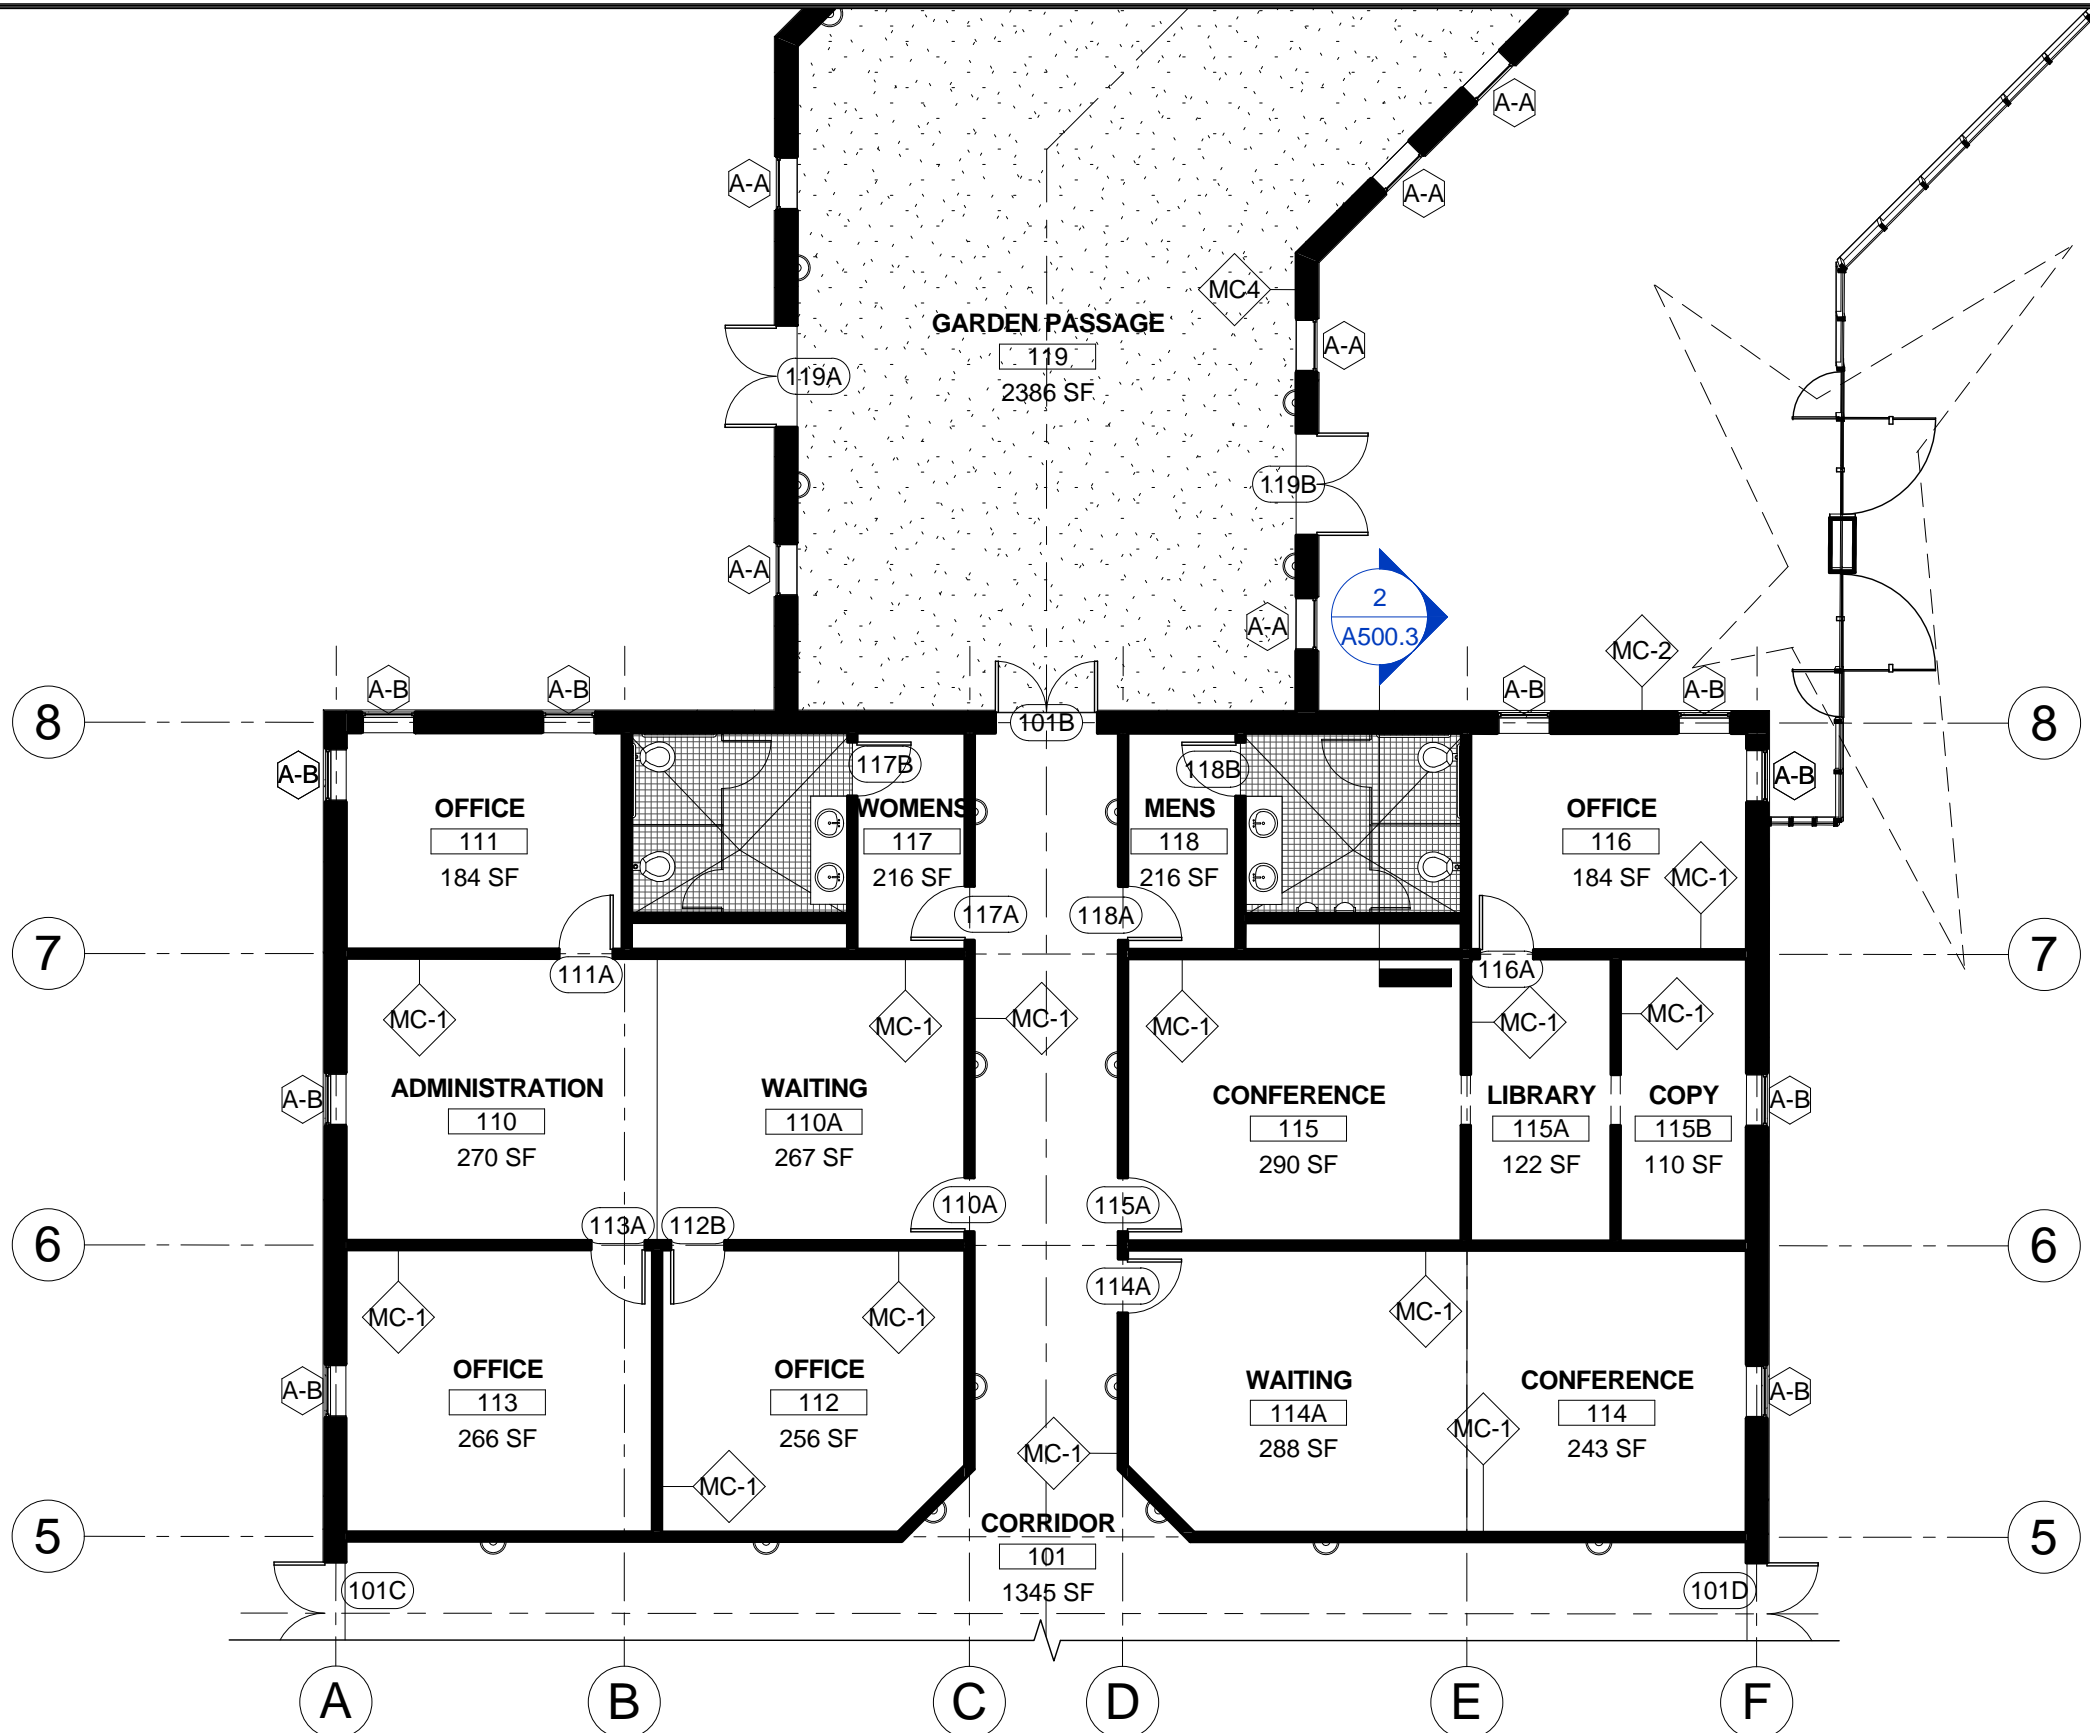 A-A
A-A
A-A
MC4
GARDEN PASSAGE
119
2386 SF
A-A
119A
119B
A-A
A-A
2
A500.3
MC-2
A-B
A-B
A-B
A-B
8
101B
8
A-B
117B
118B
A-B
OFFICE
111
184 SF
WOMENS
117
216 SF
MENS
118
216 SF
OFFICE
116
184 SF
MC-1
117A
118A
7
111A
116A
7
MC-1
MC-1
MC-1
MC-1
MC-1
MC-1
A-B
ADMINISTRATION
110
270 SF
WAITING
110A
267 SF
CONFERENCE
115
290 SF
LIBRARY
115A
122 SF
COPY
115B
110 SF
A-B
110A
115A
113A
112B
6
6
114A
MC-1
MC-1
MC-1
A-B
OFFICE
113
266 SF
OFFICE
112
256 SF
WAITING
114A
288 SF
CONFERENCE
114
243 SF
A-B
MC-1
MC-1
MC-1
5
CORRIDOR
101
1345 SF
5
101C
101D
A
B
C
D
E
F